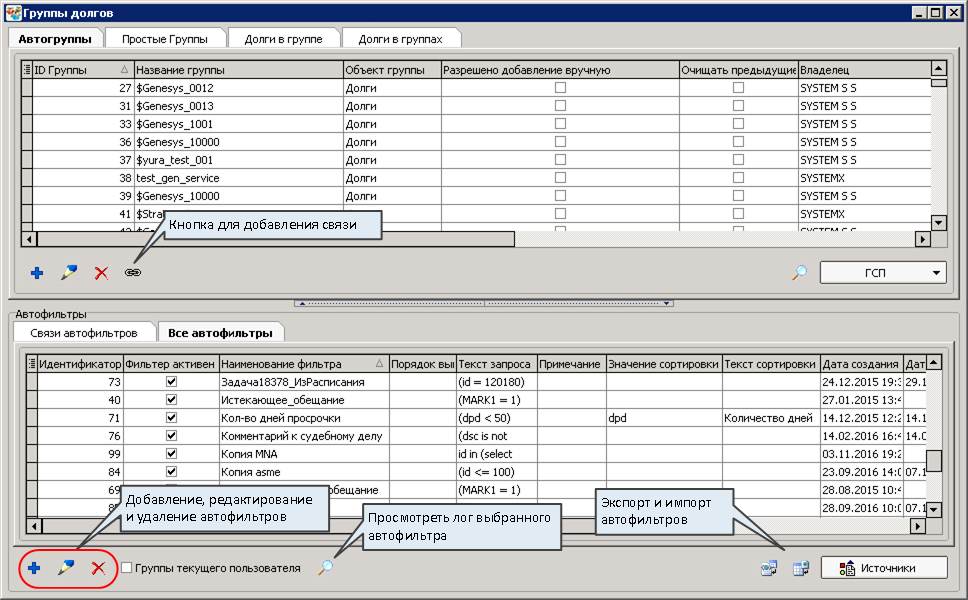 Группы долгов
Автогруппы Простые Группы Долги в группе Долги в группах
ID Группы Название группы Объект группы Разрешено добавление вручную Очищать предыдущие Владелец
27 $Genesys_0012 Долги SYSTEM S S
31 $Genesys_0013 Долги SYSTEM S S
33 $Genesys_1001 Долги SYSTEM S S
36 $Genesys_10000 Долги SYSTEM S S
37 $yura_test_001 Долги SYSTEM S S
38 test_gen_service Долги SYSTEMX
39 $Genesys_10000 Долги SYSTEM S S
41 $Stra SYSTEMX
Кнопка для добавления связи
ГСП
Автофильтры
Связи автофильтров Все автофильтры
Идентификатор Фильтер активен Наименование фильтра Порядок вы Текст запроса Примечание Значение сортировки Текст сортировки Дата создания Дат
73 Задача18378_ИзРасписания (id = 120180) 24.12.2015 19:3 29.1
40 Истекающее_обещание (MARK1 = 1) 27.01.2015 13:4
71 Кол-во дней просрочки (dpd < 50) dpd Количество дней 14.12.2015 12:2 14.1
76 Комментарий к судебному делу (dsc is not 14.02.2016 16:4 14.0
99 Копия MNA id in (select 03.11.2016 19:2
84 Копия asme (id <= 100) 23.09.2016 14:0 07.1
69 обещание (MARK1 = 1) 28.08.2015 10:4
28.09.2016 10:0 07.1
Добавление, редактирование
и удаление автофильтров
Просмотреть лог выбранного
автофильтра
Экспорт и импорт
автофильтров
Группы текущего пользователя
Источники